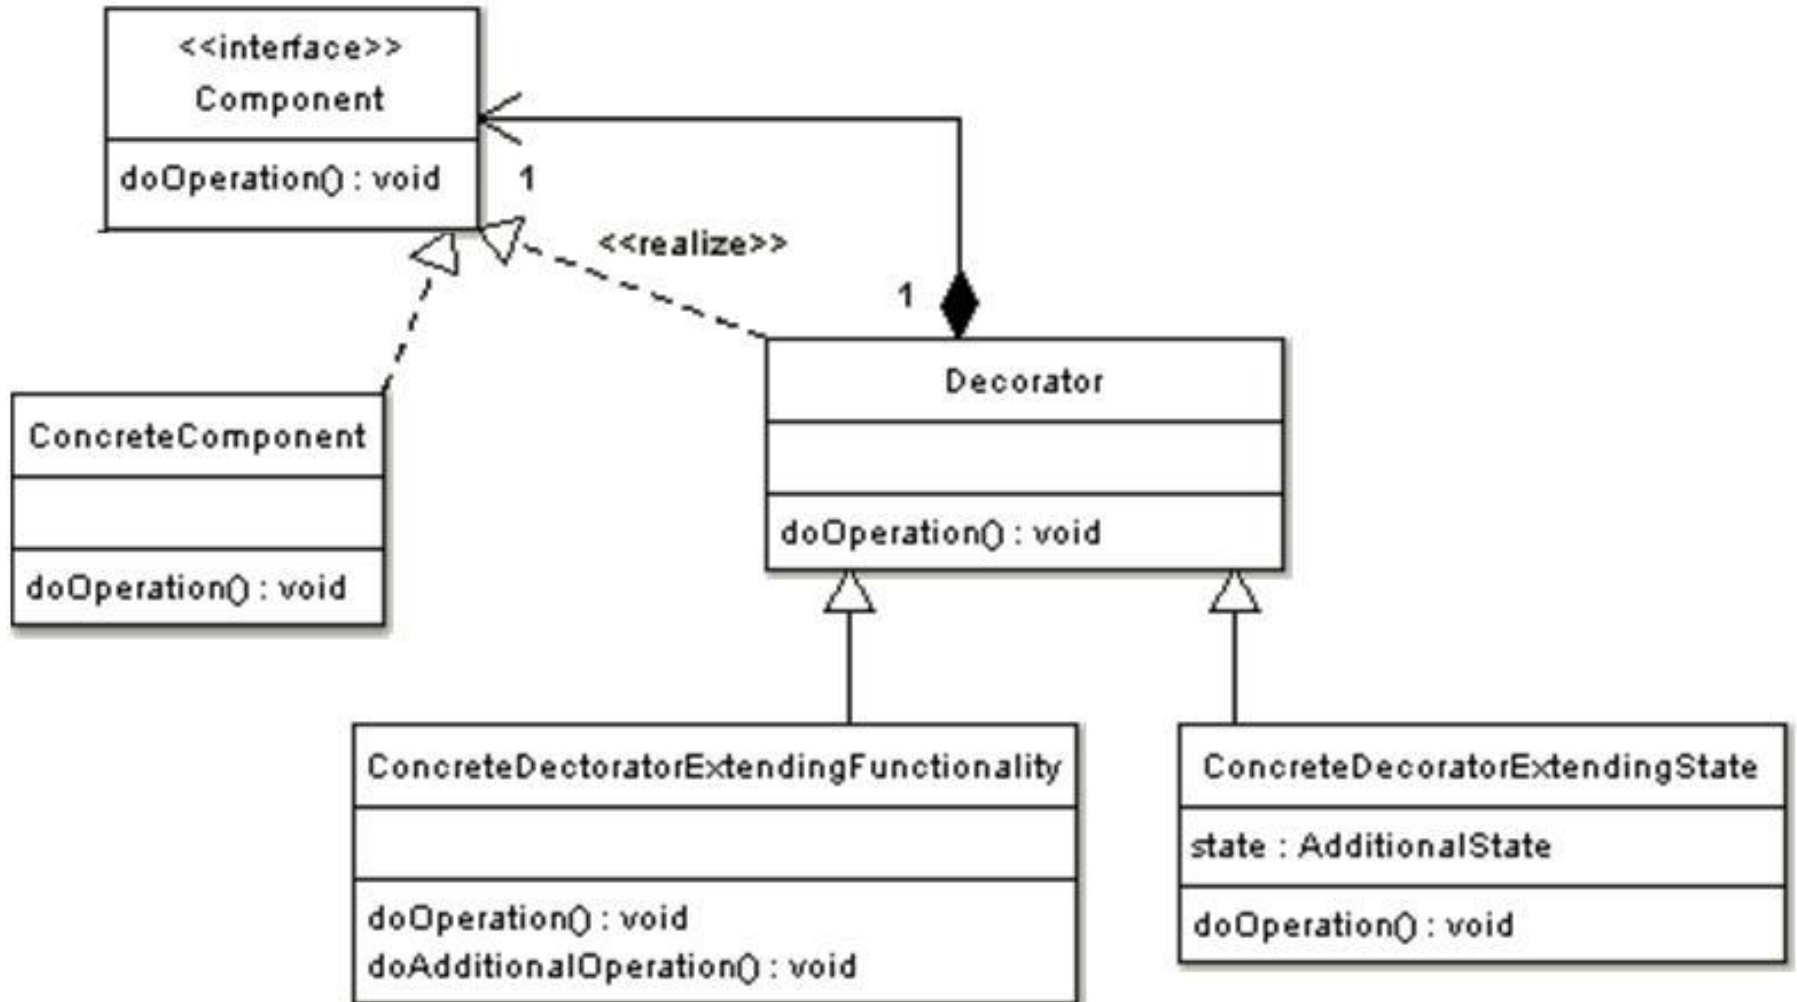 <<interface>>
Component
doOperation() : void
1
<<realize>>
1
Decorator
doOperation() : void
ConcreteComponent
doOperation() : void
ConcreteDectoratorExtendingFunctionality
doOperation() : void
doAdditionalOperation() : void
ConcreteDecoratorExtendingState
state : AdditionalState
doOperation() : void